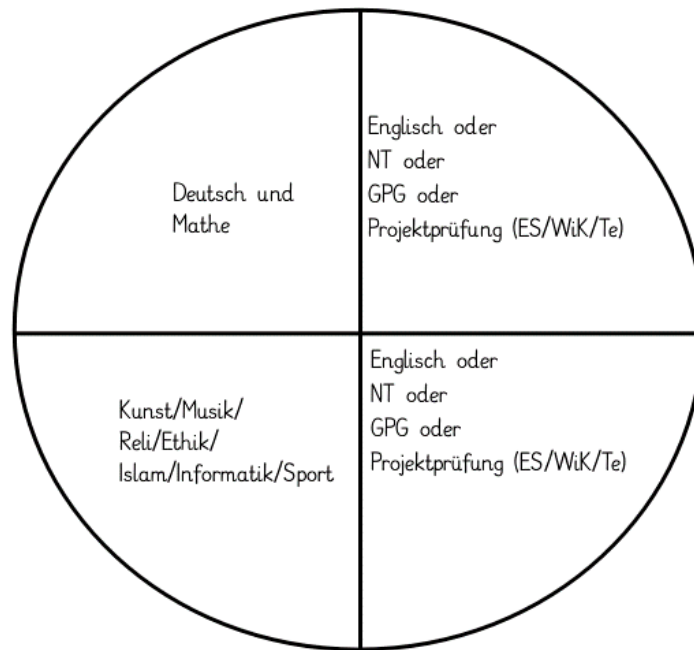 Deutsch und
Mathe
Englisch oder
NT oder
GPG oder
Projektprüfung (ES/WiK/Te)
Kunst/Musik/
Reli/Ethik/
Islam/Informatik/Sport
Englisch oder
NT oder
GPG oder
Projektprüfung (ES/WiK/Te)